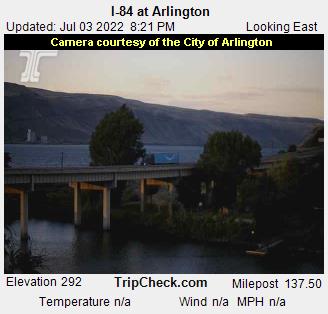 I-84 at Arlington
Updated: Jul 03 2022 8:21 PM Looking East
Camera courtesy of the City of Arlington
Elevation 292 TripCheck.com Milepost 137.50
Temperature n/a Wind n/a MPH n/a